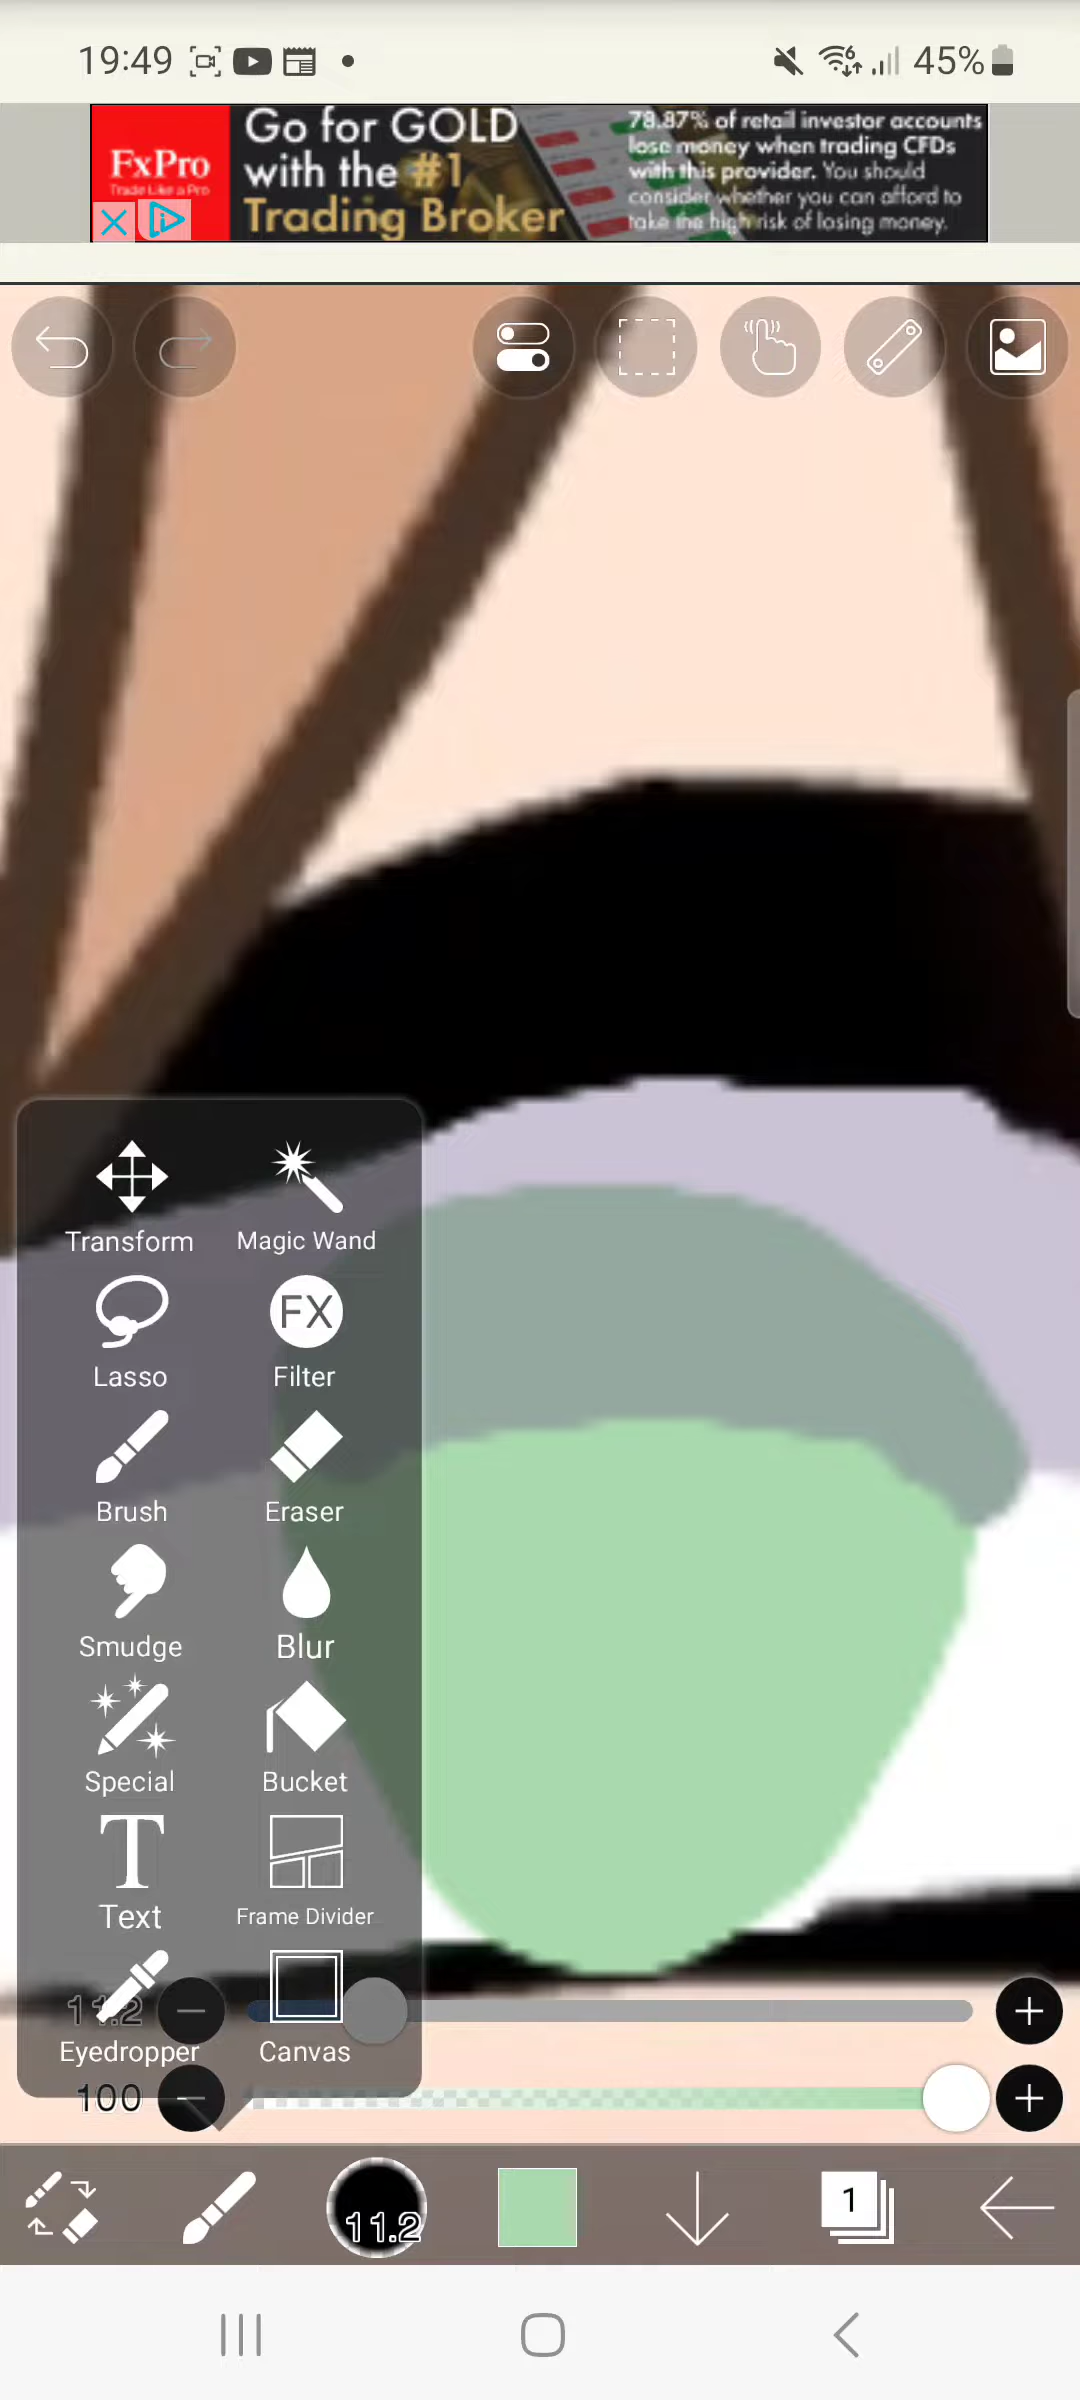 19:49
45%
FxPro
Trade Like a Pro
Go for GOLD
with the #1
Trading Broker
78.87% of retail investor accounts
lose money when trading CFDs
with this provider. You should
consider whether you can afford to
take the high risk of losing money.
Transform
Magic Wand
Lasso
FX
Filter
Brush
Eraser
Smudge
Blur
Special
Bucket
T
Text
Frame Divider
11.2
Eyedropper
Canvas
100
11.2
1